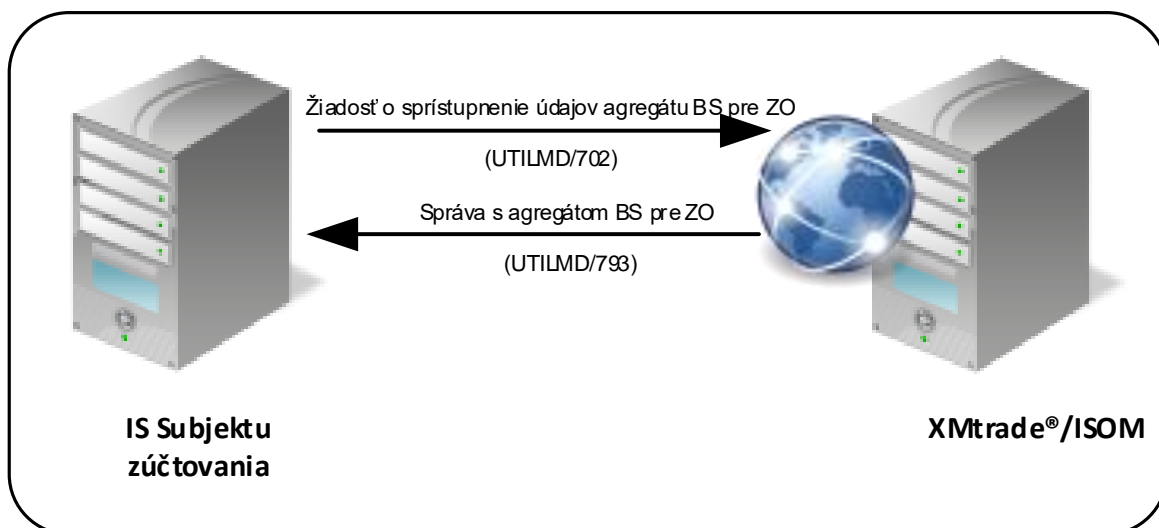 Žiadosť o sprístupnenie údajov agregátu BS pre ZO
(UTILMD/702)
Správa s agregátom BS pre ZO
(UTILMD/793)
IS Subjektu
zúčtovania
XMtrade®/ISOM